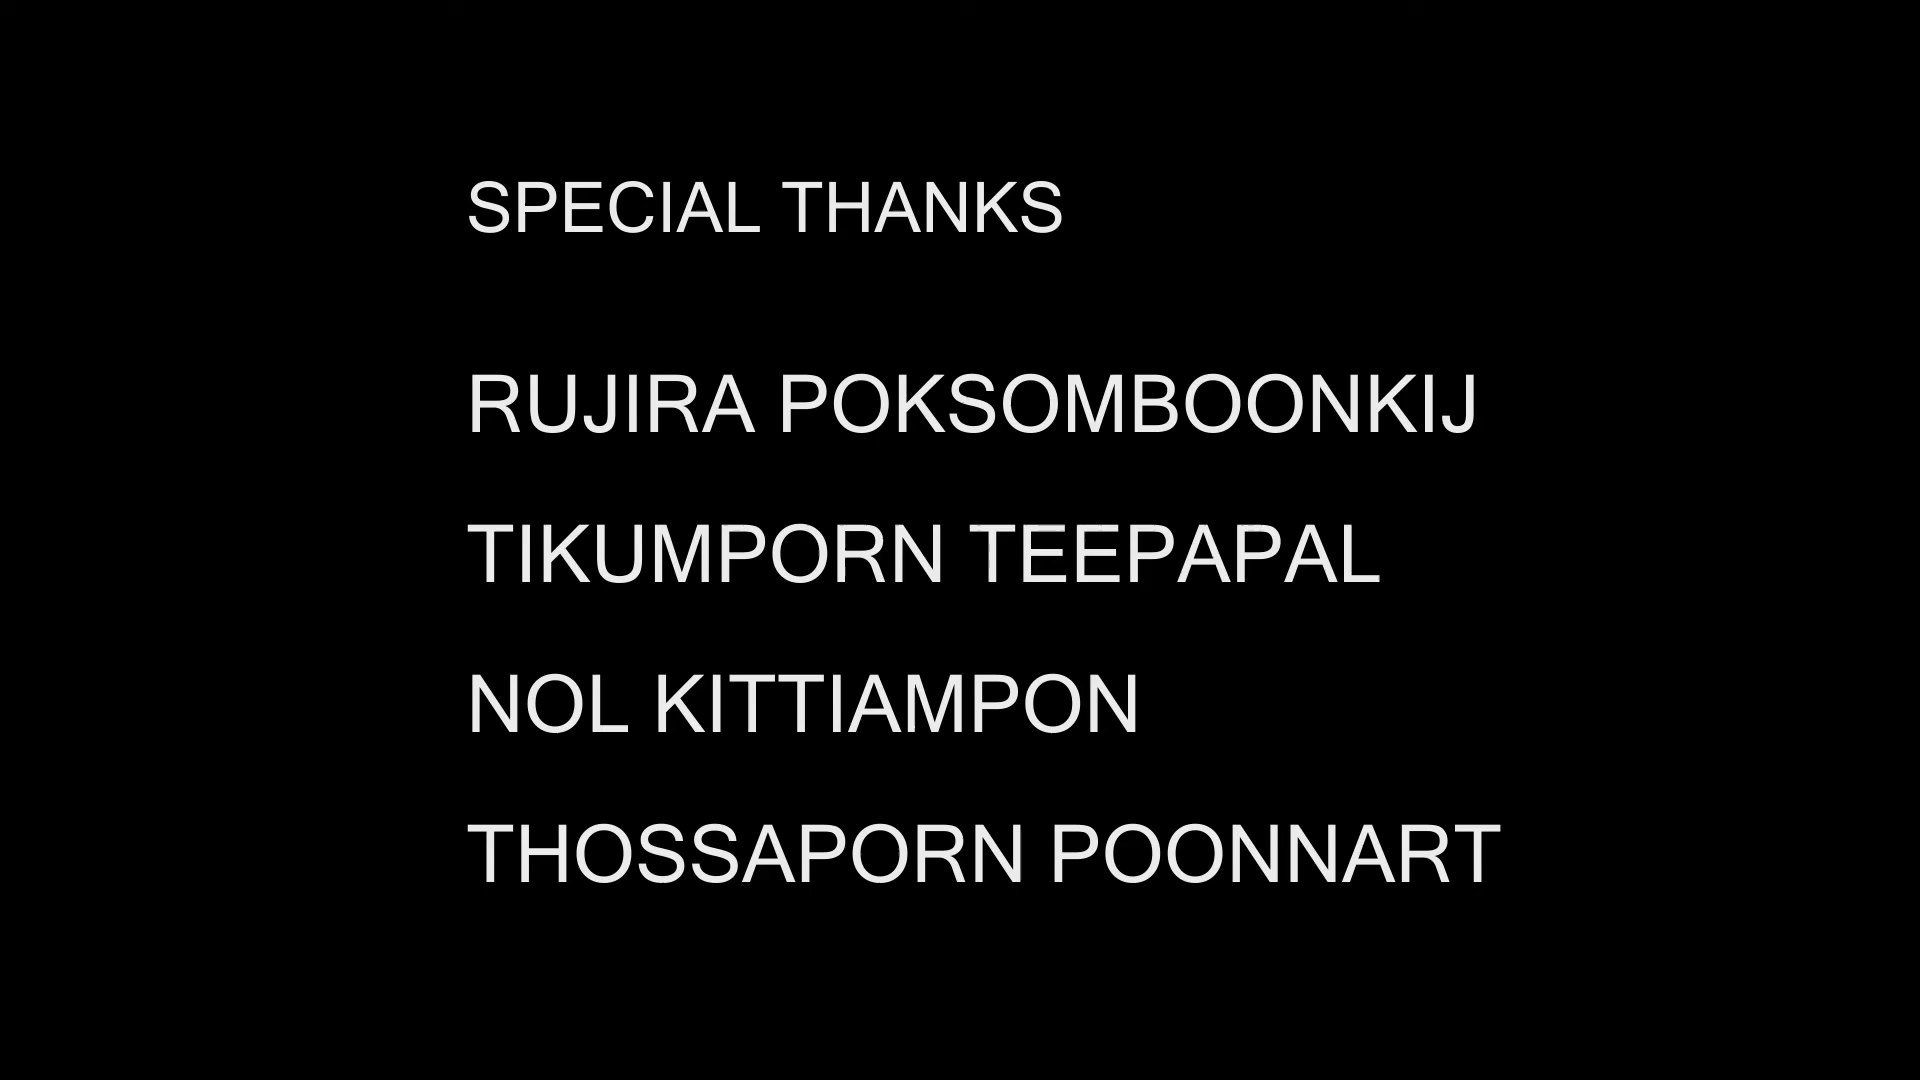 SPECIAL THANKS
RUJIRA POKSOMBOONKIJ
TIKUMPORN TEEPAPAL
NOL KITTIAMPON
THOSSAPORN POONNART